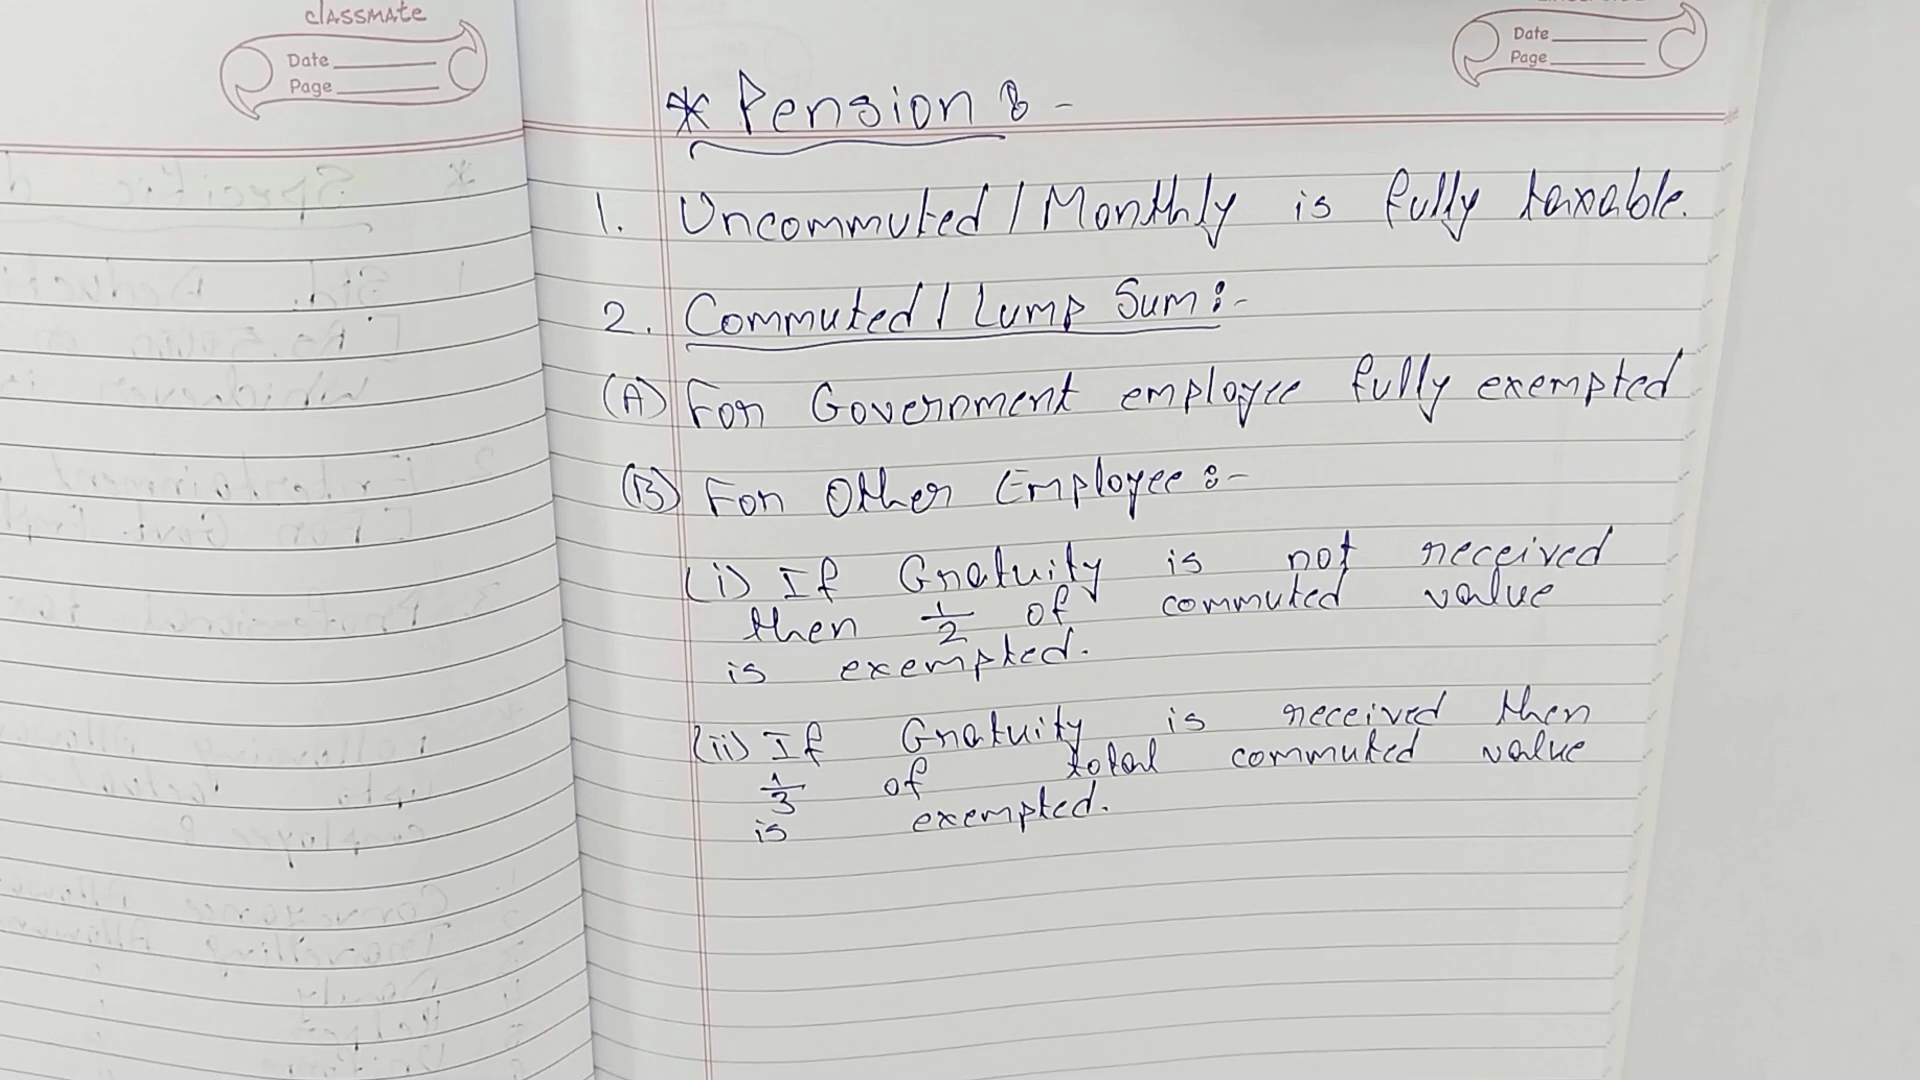 classmate
Date
Page
Date
Page
* Pension :-
1. Uncommuted / Monthly is fully taxable.
2. Commuted / Lump Sum :-
(A) For Government employee fully exempted
(B) For Other Employee :-
(i) If Gratuity is not received
then 1/2 of commuted value
is exempted.
(ii) If Gratuity is received then
1/3 of total commuted value
is exempted.